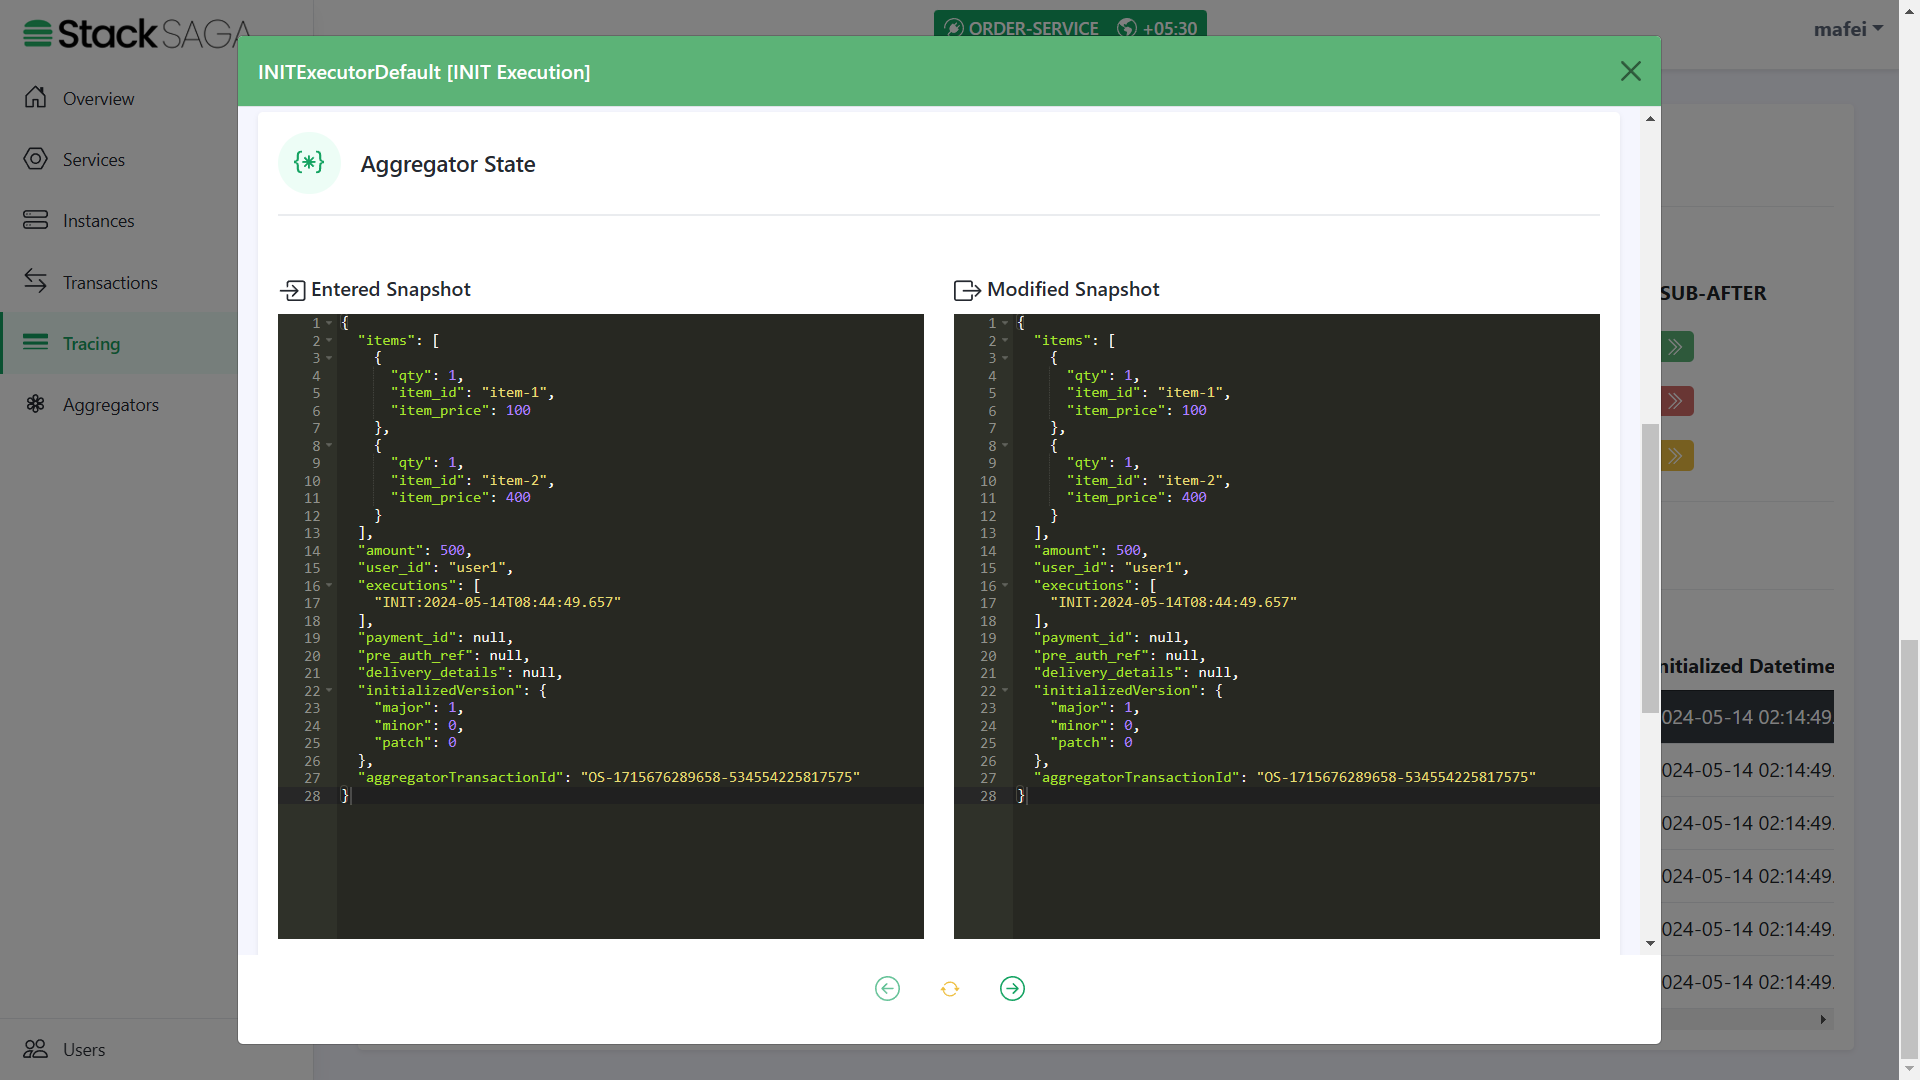 StackSAGA
ORDER-SERVICE +05:30
mafei
INITExecutorDefault [INIT Execution]
Overview
Services
Instances
Transactions
Tracing
Aggregators
Users
{*} Aggregator State
Entered Snapshot
1 {
2 "items": [
3 {
4 "qty": 1,
5 "item_id": "item-1",
6 "item_price": 100
7 },
8 {
9 "qty": 1,
10 "item_id": "item-2",
11 "item_price": 400
12 }
13 ],
14 "amount": 500,
15 "user_id": "user1",
16 "executions": [
17 "INIT:2024-05-14T08:44:49.657"
18 ],
19 "payment_id": null,
20 "pre_auth_ref": null,
21 "delivery_details": null,
22 "initializedVersion": {
23 "major": 1,
24 "minor": 0,
25 "patch": 0
26 },
27 "aggregatorTransactionId": "OS-1715676289658-534554225817575"
28 }
Modified Snapshot
1 {
2 "items": [
3 {
4 "qty": 1,
5 "item_id": "item-1",
6 "item_price": 100
7 },
8 {
9 "qty": 1,
10 "item_id": "item-2",
11 "item_price": 400
12 }
13 ],
14 "amount": 500,
15 "user_id": "user1",
16 "executions": [
17 "INIT:2024-05-14T08:44:49.657"
18 ],
19 "payment_id": null,
20 "pre_auth_ref": null,
21 "delivery_details": null,
22 "initializedVersion": {
23 "major": 1,
24 "minor": 0,
25 "patch": 0
26 },
27 "aggregatorTransactionId": "OS-1715676289658-534554225817575"
28 }
SUB-AFTER
nitialized Datetime
024-05-14 02:14:49.
024-05-14 02:14:49.
024-05-14 02:14:49.
024-05-14 02:14:49.
024-05-14 02:14:49.
024-05-14 02:14:49.